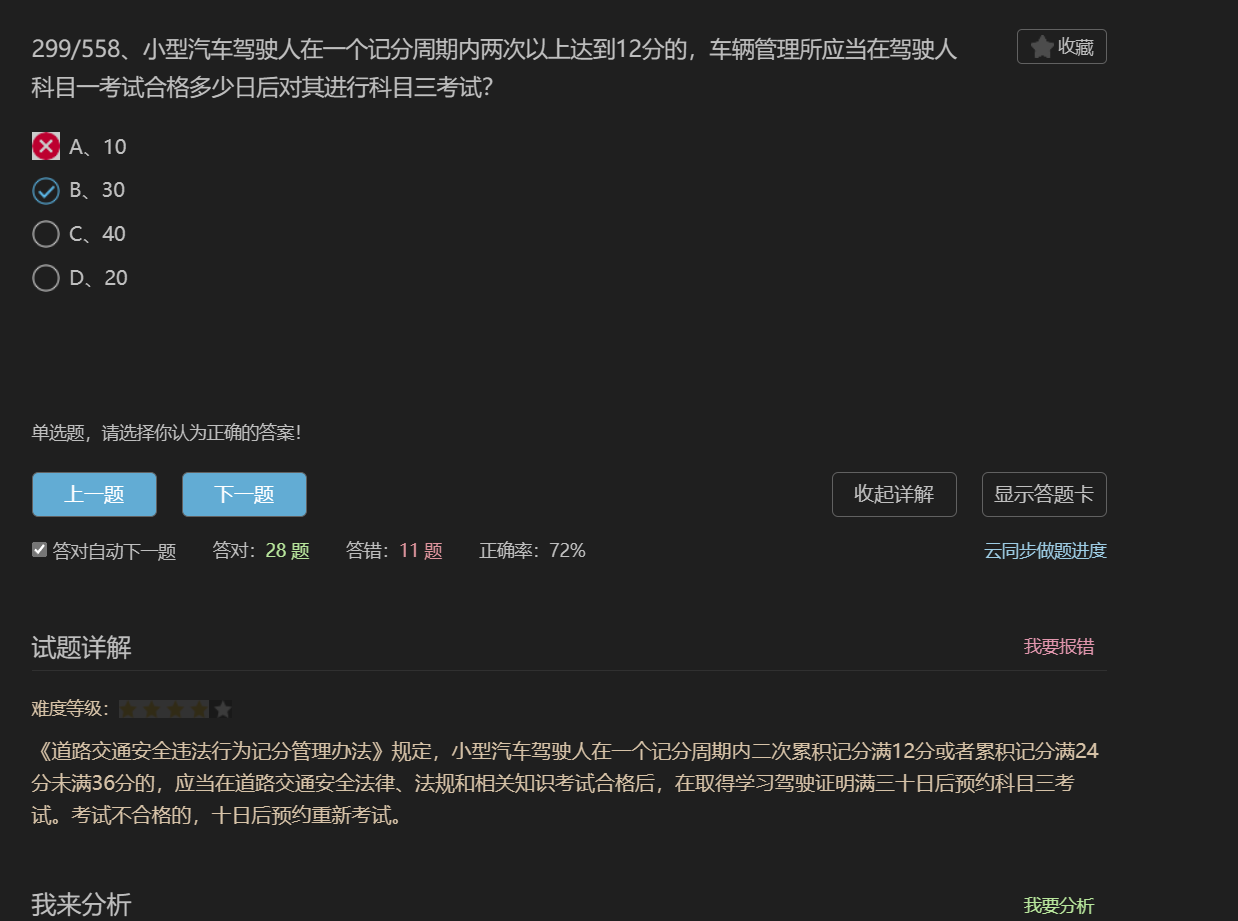 299/558、小型汽车驾驶人在一个记分周期内两次以上达到12分的，车辆管理所应当在驾驶人
收藏
科目一考试合格多少日后对其进行科目三考试？
A、10
B、30
C、40
D、20
单选题，请选择你认为正确的答案！
上一题 下一题 收起详解 显示答题卡
答对自动下一题 答对：28 题 答错：11 题 正确率：72% 云同步做题进度
试题详解 我要报错
难度等级：
《道路交通安全违法行为记分管理办法》规定，小型汽车驾驶人在一个记分周期内二次累积记分满12分或者累积记分满24
分未满36分的，应当在道路交通安全法律、法规和相关知识考试合格后，在取得学习驾驶证明满三十日后预约科目三考
试。考试不合格的，十日后预约重新考试。
我来分析 我要分析